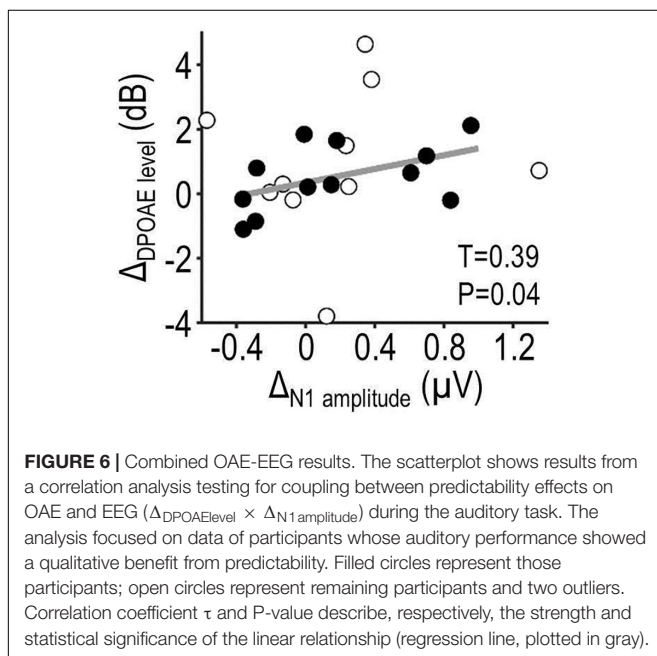 4
2
0
-2
-4
ΔDPOAE level (dB)
T=0.39
P=0.04
-0.4 0 0.4 0.8 1.2
ΔN1 amplitude (μV)
FIGURE 6 | Combined OAE-EEG results. The scatterplot shows results from
a correlation analysis testing for coupling between predictability effects on
OAE and EEG (ΔDPOAElevel × ΔN1amplitude) during the auditory task. The
analysis focused on data of participants whose auditory performance showed
a qualitative benefit from predictability. Filled circles represent those
participants; open circles represent remaining participants and two outliers.
Correlation coefficient τ and P-value describe, respectively, the strength and
statistical significance of the linear relationship (regression line, plotted in gray).